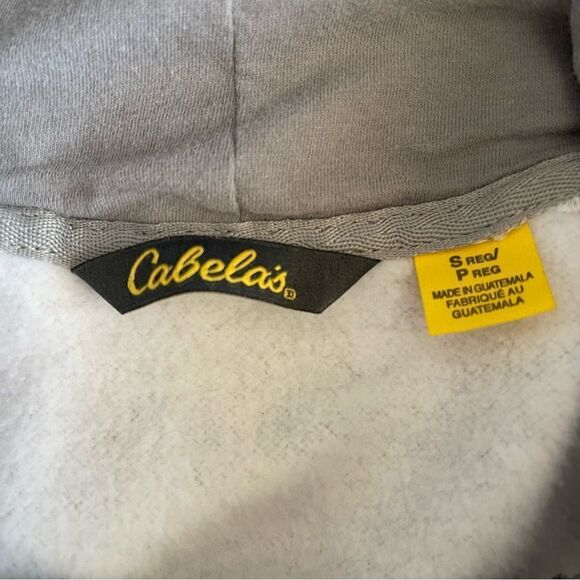 Cabela's
S REG/
P REG
MADE IN GUATEMALA
FABRIQUÉ AU
GUATEMALA